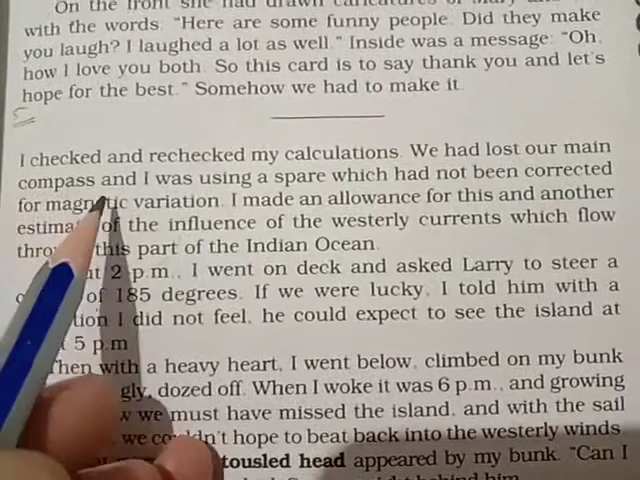 On the front she had drawn caricatures of Mary and
with the words: "Here are some funny people. Did they make
you laugh? I laughed a lot as well." Inside was a message: "Oh,
how I love you both. So this card is to say thank you and let's
hope for the best." Somehow we had to make it.
I checked and rechecked my calculations. We had lost our main
compass and I was using a spare which had not been corrected
for magnetic variation. I made an allowance for this and another
of the influence of the westerly currents which flow
this part of the Indian Ocean.
2 p.m., I went on deck and asked Larry to steer a
of 185 degrees. If we were lucky, I told him with a
I did not feel, he could expect to see the island at
5 p.m
Then with a heavy heart, I went below, climbed on my bunk
dozed off. When I woke it was 6 p.m., and growing
we must have missed the island, and with the sail
we couldn't hope to beat back into the westerly winds.
tousled head appeared by my bunk. "Can I
behind him